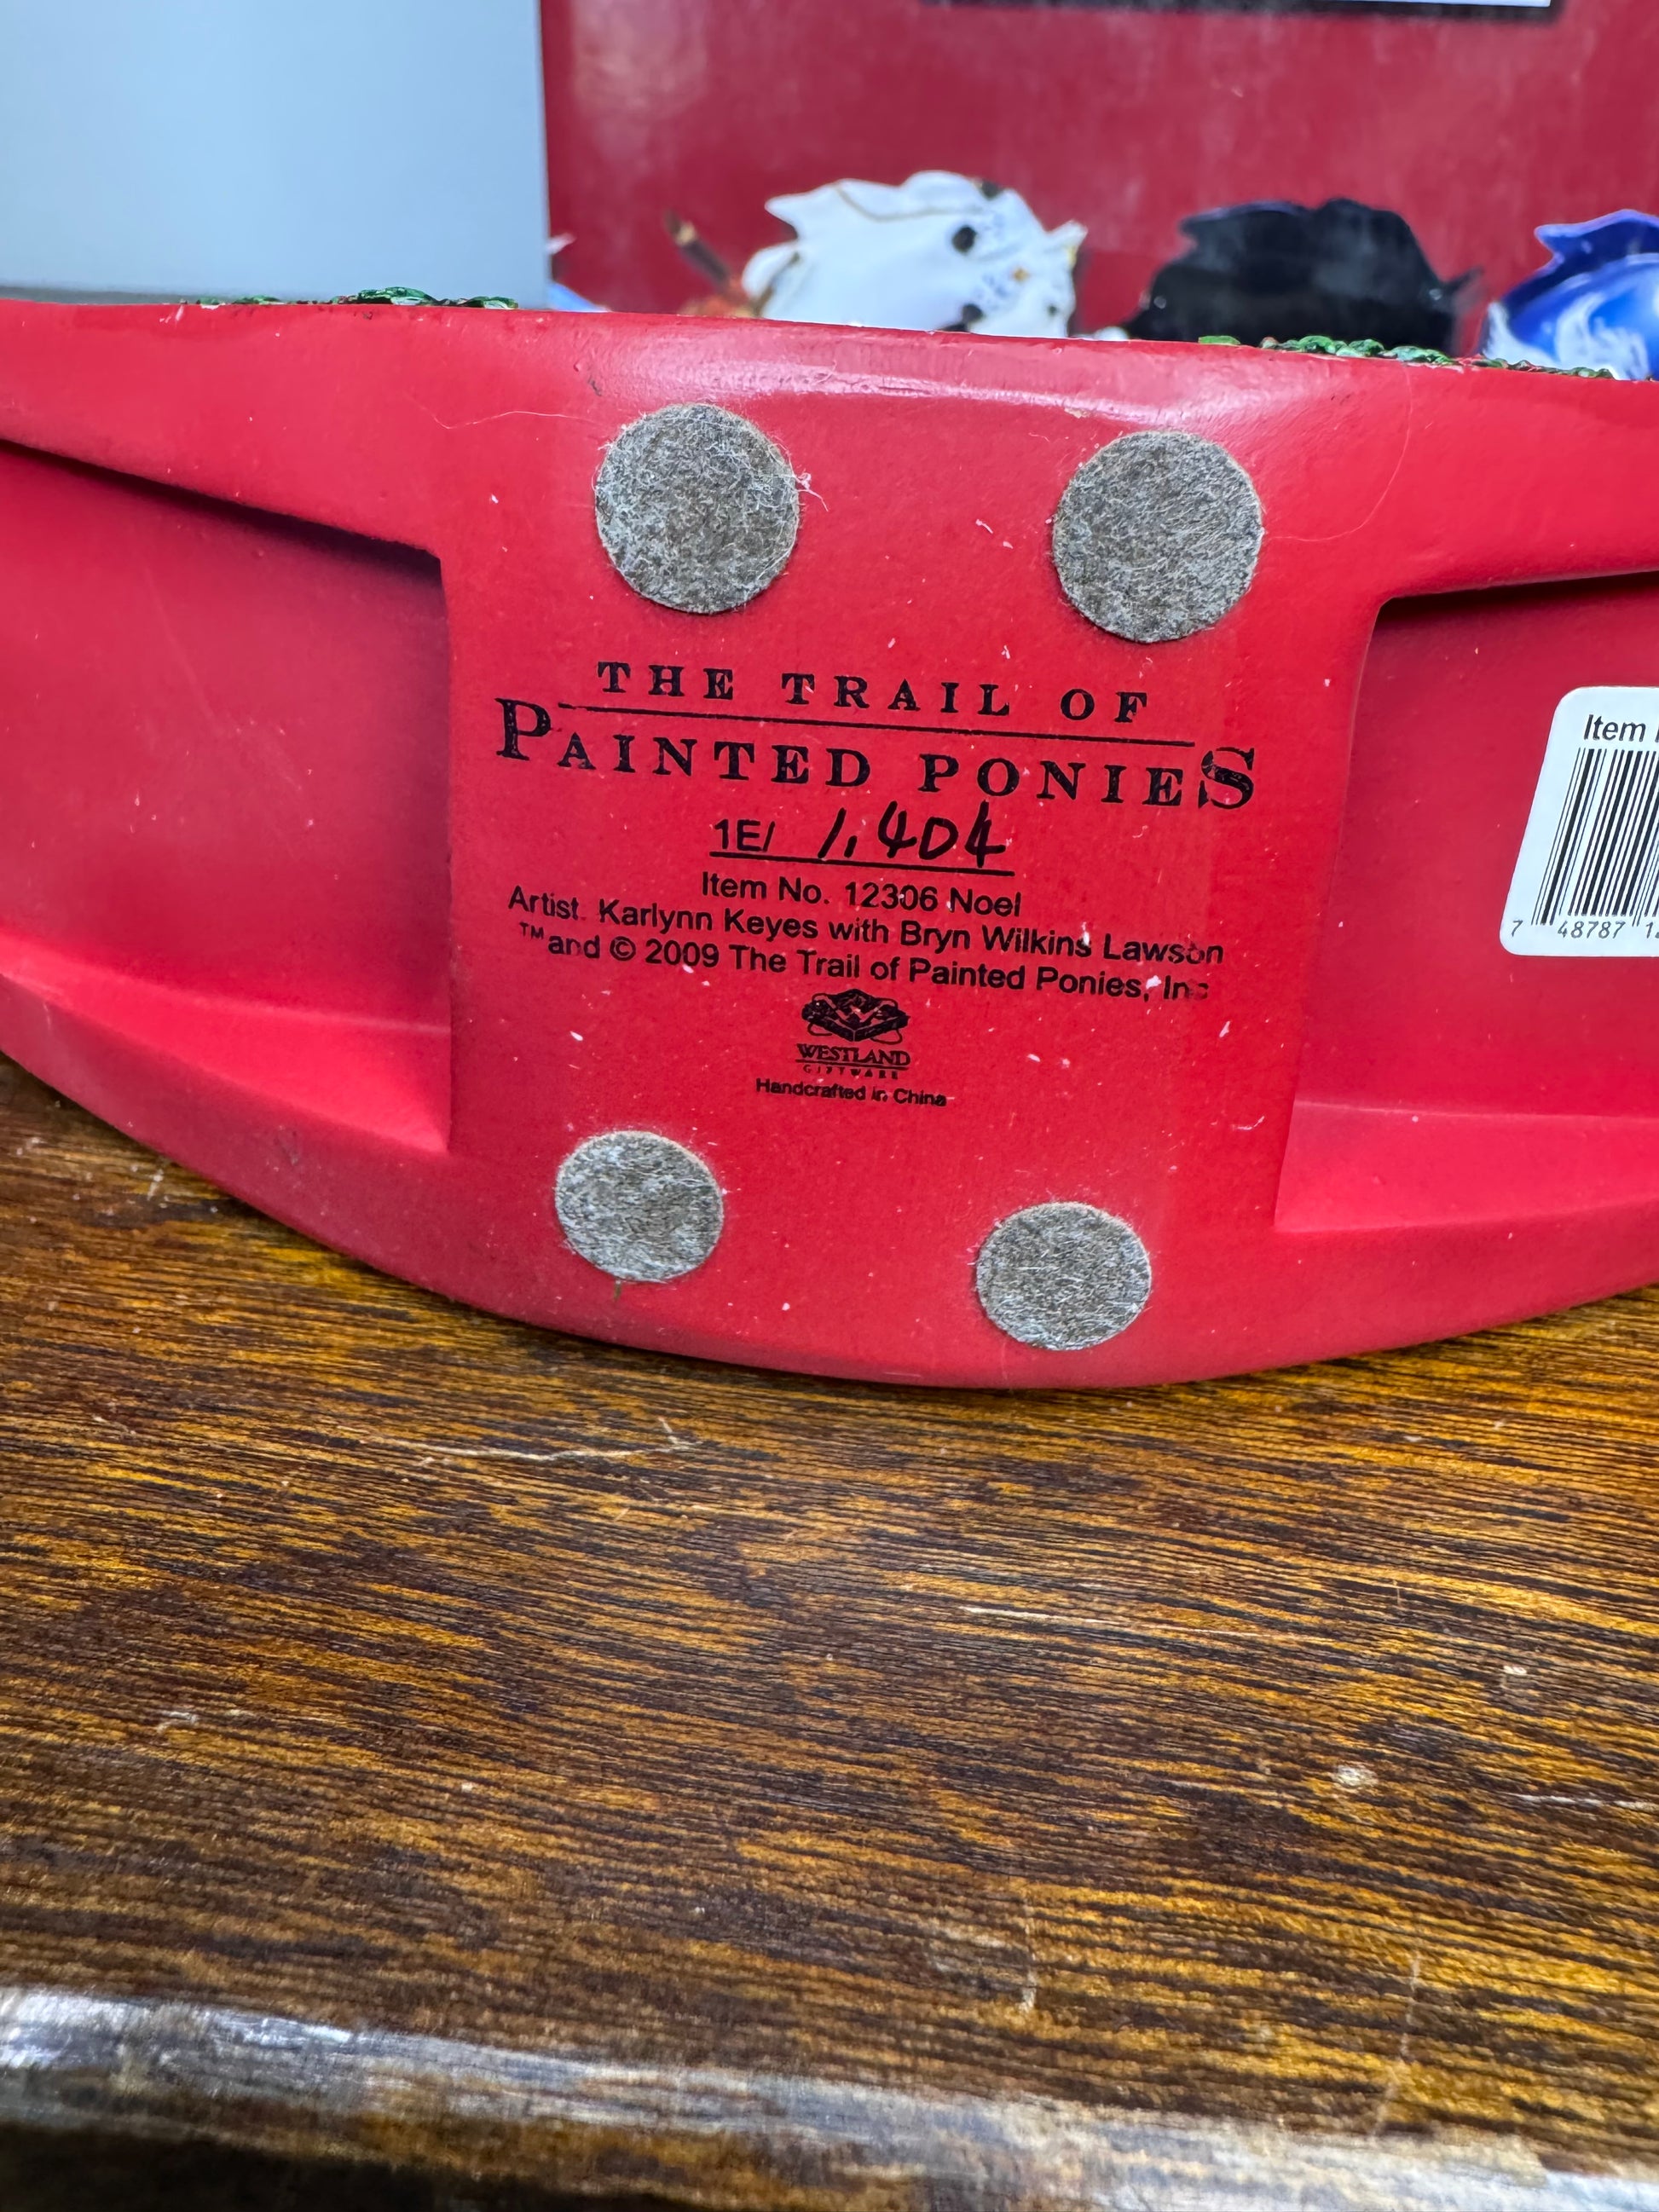 THE TRAIL OF
PAINTED PONIES
1E/ 1,404
Item No. 12306 Noel
Artist. Karlynn Keyes with Bryn Wilkins Lawson
™and © 2009 The Trail of Painted Ponies, Inc
WESTLAND
GIFTWARE
Handcrafted in China
Item
7 48787 12